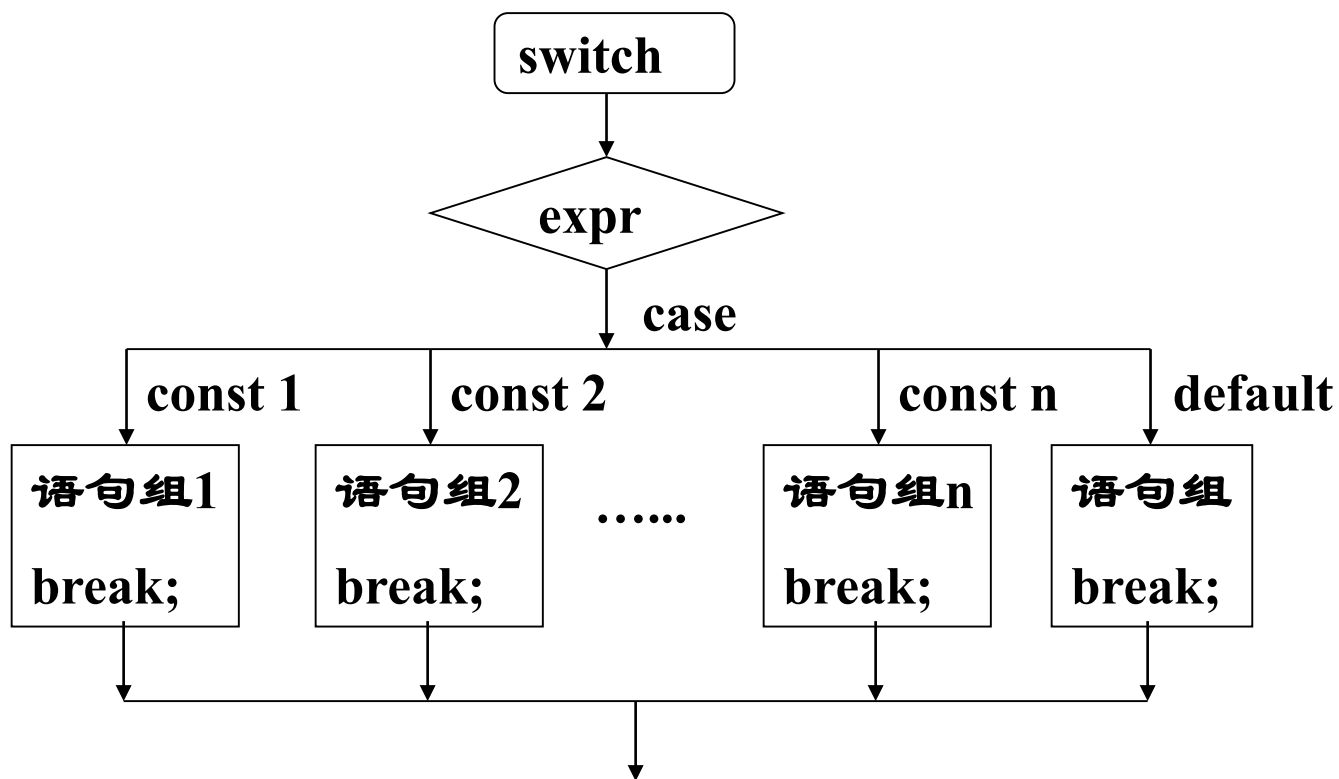 switch
expr
case
const 1
const 2
const n
default
语句组1
break;
语句组2
break;
…...
语句组n
break;
语句组
break;